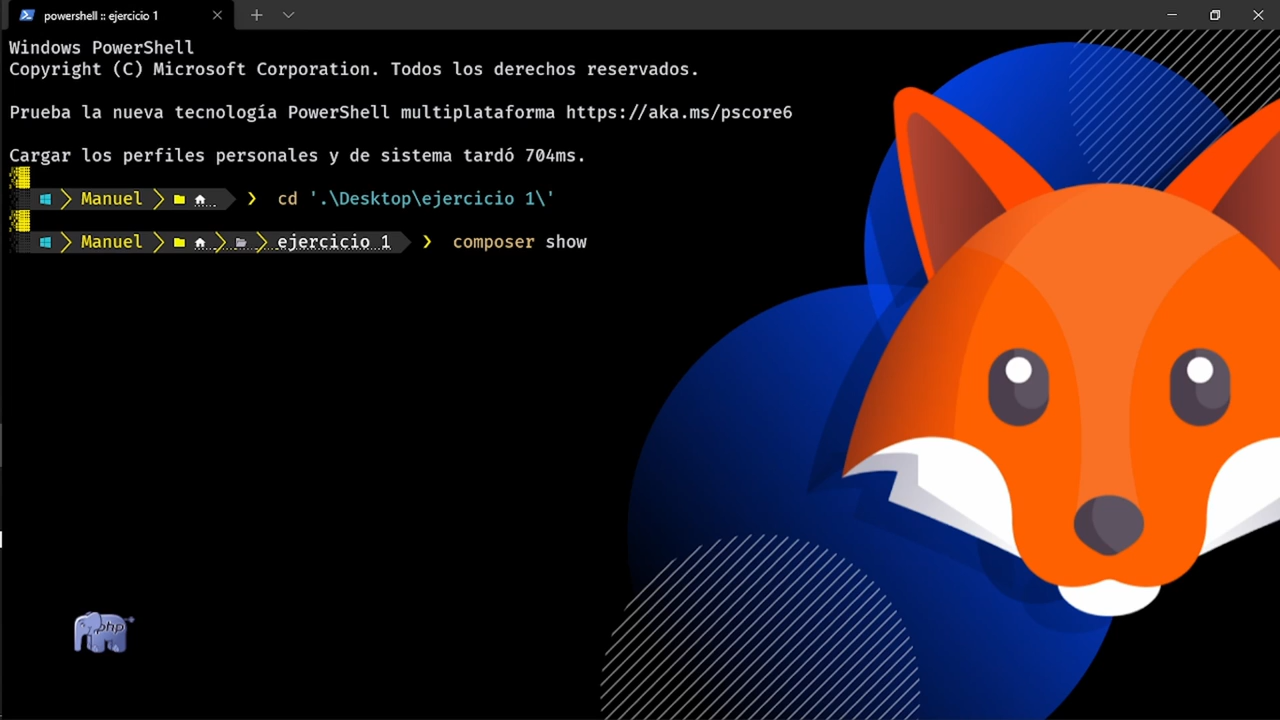 powershell :: ejercicio 1
Windows PowerShell
Copyright (C) Microsoft Corporation. Todos los derechos reservados.
Prueba la nueva tecnología PowerShell multiplataforma https://aka.ms/pscore6
Cargar los perfiles personales y de sistema tardó 704ms.
Manuel ❯ cd '.\Desktop\ejercicio 1\'
Manuel ejercicio 1 ❯ composer show
php